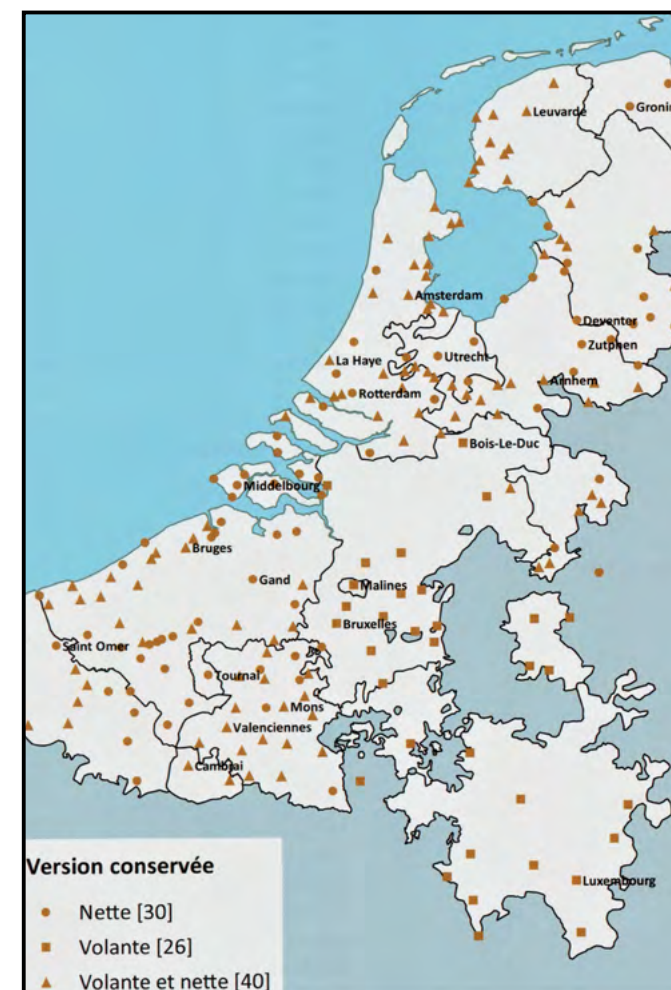 Leuvarde
Gronin
Amsterdam
Deventer
Zutphen
La Haye
Utrecht
Rotterdam
Arnhem
Bois-Le-Duc
Middelbourg
Bruges
Gand
Malines
Bruxelles
Saint Omer
Tournai
Mons
Valenciennes
Cambrai
Luxembourg
Version conservée
Nette [30]
Volante [26]
Volante et nette [40]